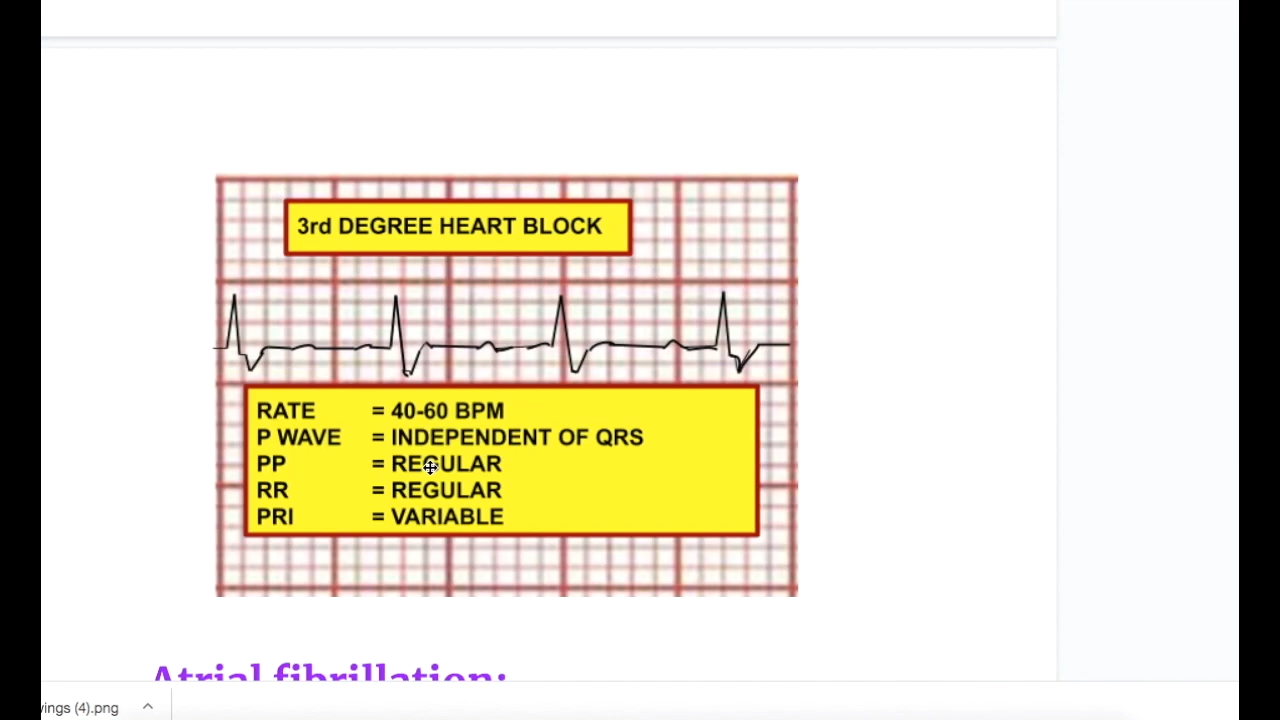 3rd DEGREE HEART BLOCK
RATE = 40-60 BPM
P WAVE = INDEPENDENT OF QRS
PP = REGULAR
RR = REGULAR
PRI = VARIABLE
Atrial fibrillation:
vings (4).png